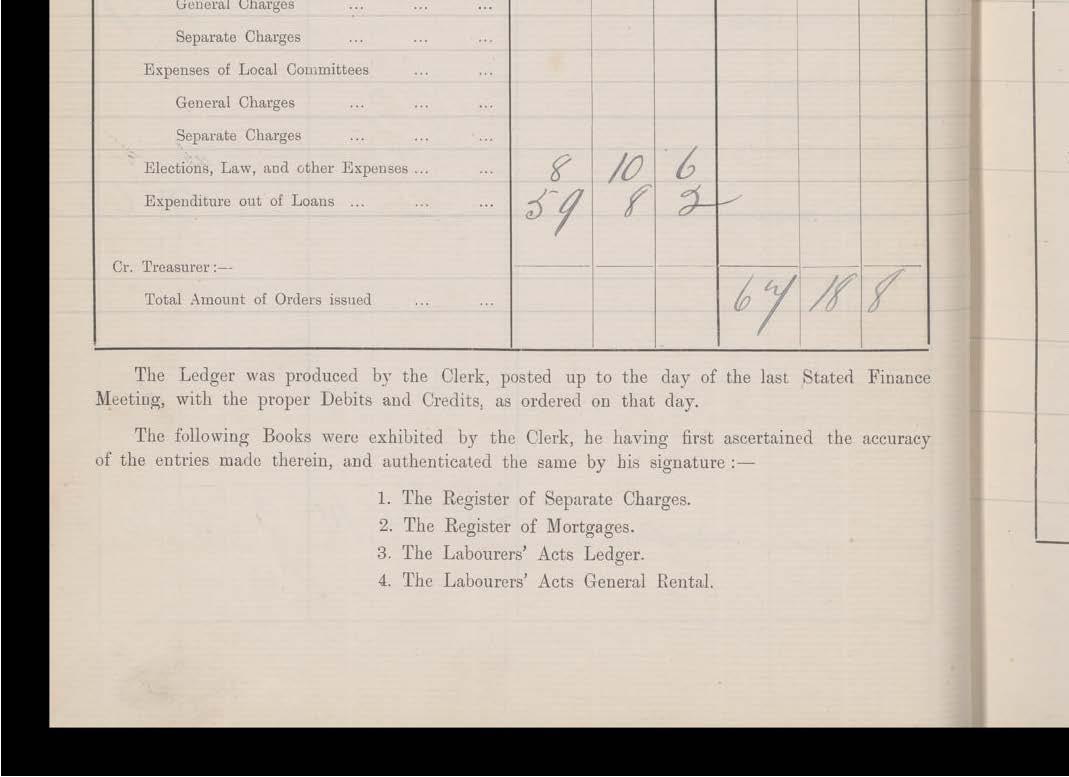 General Charges ... ... ...
Separate Charges ... ... ...
Expenses of Local Committees ... ...
General Charges ... ... ...
Separate Charges ... ... ...
Elections, Law, and other Expenses ... ... 8 10 6
Expenditure out of Loans ... ... ... 59 8 2
Cr. Treasurer :—
Total Amount of Orders issued ... ... 67 18 8
The Ledger was produced by the Clerk, posted up to the day of the last Stated Finance
Meeting, with the proper Debits and Credits, as ordered on that day.
The following Books were exhibited by the Clerk, he having first ascertained the accuracy
of the entries made therein, and authenticated the same by his signature :—
1. The Register of Separate Charges.
2. The Register of Mortgages.
3. The Labourers' Acts Ledger.
4. The Labourers' Acts General Rental.